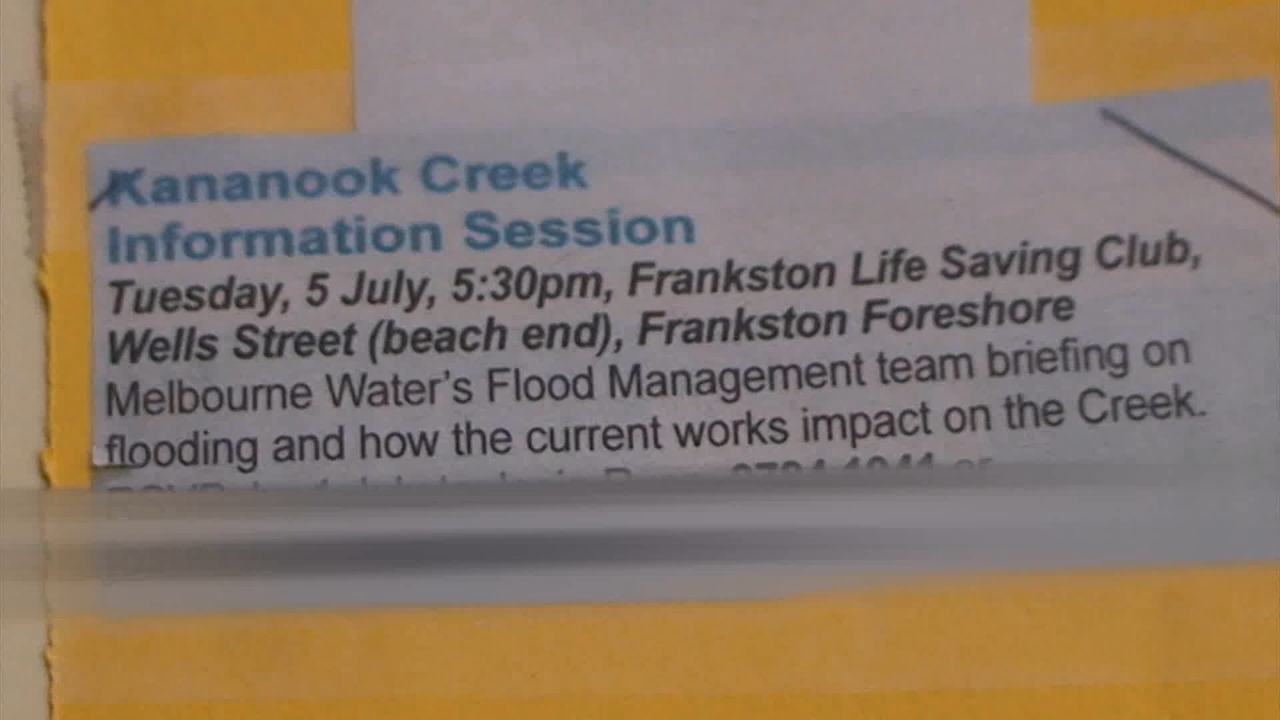 Kananook Creek
Information Session
Tuesday, 5 July, 5:30pm, Frankston Life Saving Club,
Wells Street (beach end), Frankston Foreshore
Melbourne Water's Flood Management team briefing on
flooding and how the current works impact on the Creek.